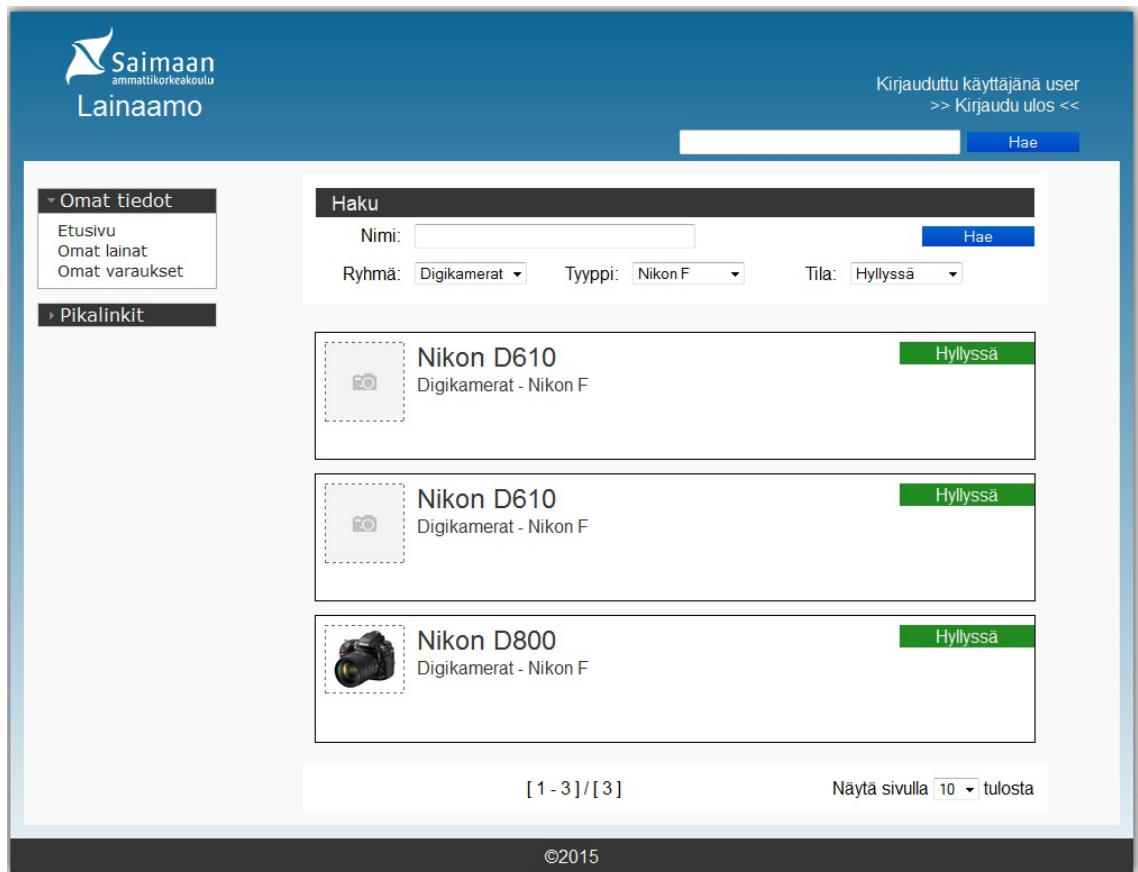 Saimaan
ammattikorkeakoulu
Lainaamo
Kirjauduttu käyttäjänä user
>> Kirjaudu ulos <<
Hae
Omat tiedot
Etusivu
Omat lainat
Omat varaukset
Pikalinkit
Haku
Nimi: Hae
Ryhmä: Digikamerat Tyyppi: Nikon F Tila: Hyllyssä
Nikon D610 Hyllyssä
Digikamerat - Nikon F
Nikon D610 Hyllyssä
Digikamerat - Nikon F
Nikon D800 Hyllyssä
Digikamerat - Nikon F
[ 1 - 3 ] / [ 3 ] Näytä sivulla 10 tulosta
©2015